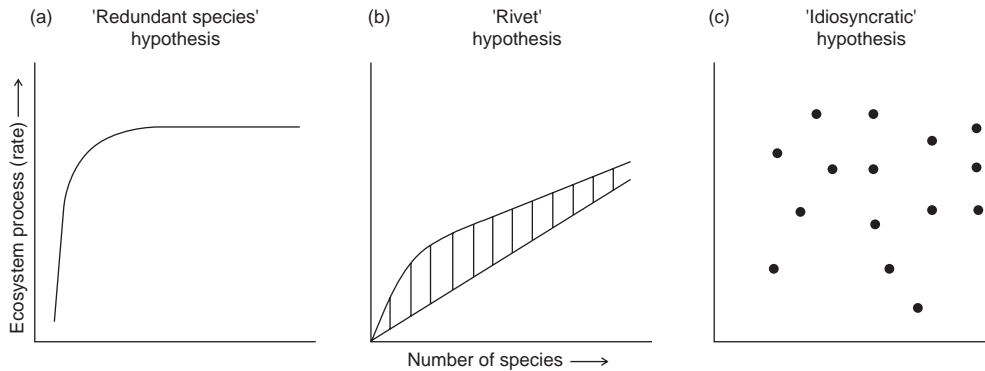 (a) 'Redundant species'
hypothesis
(b) 'Rivet'
hypothesis
(c) 'Idiosyncratic'
hypothesis
Ecosystem process (rate)
Number of species